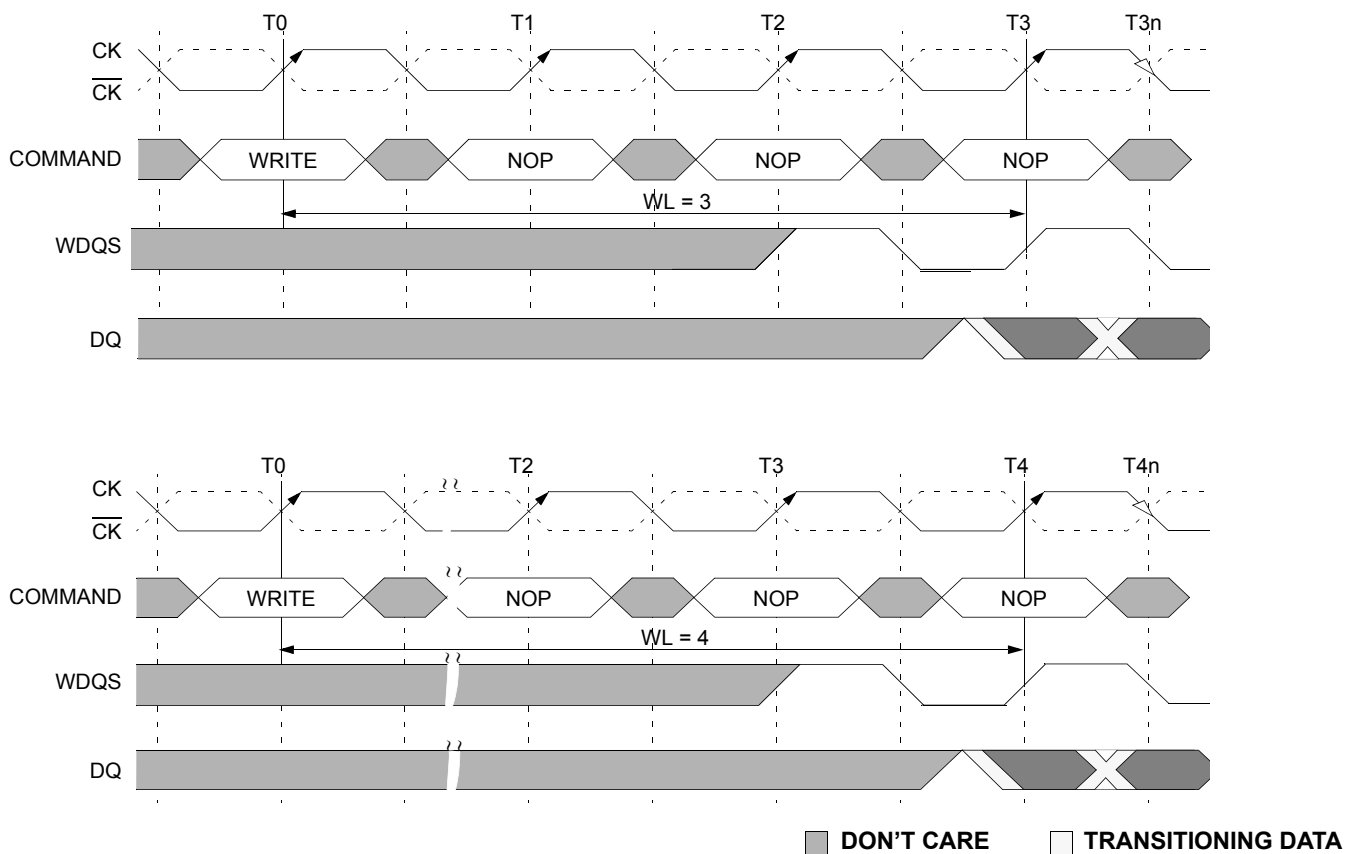 T0 T1 T2 T3 T3n
CK
CK
COMMAND WRITE NOP NOP NOP
WL = 3
WDQS
DQ
T0 T2 T3 T4 T4n
CK
CK
COMMAND WRITE NOP NOP NOP
WL = 4
WDQS
DQ
DON'T CARE TRANSITIONING DATA